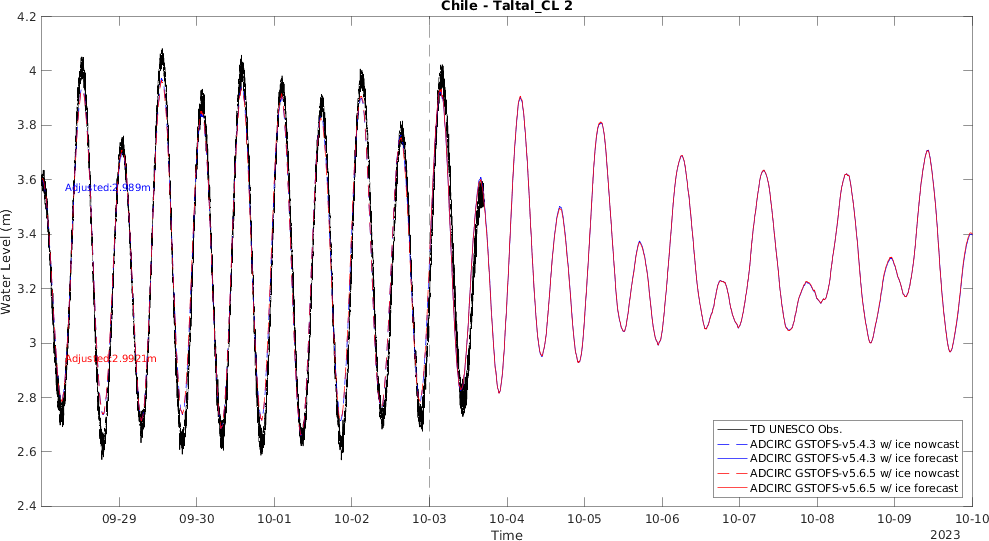 Chile - Taltal_CL 2
4.2
4
3.8
3.6
3.4
3.2
3
2.8
2.6
2.4
Water Level (m)
Adjusted:2.989m
Adjusted:2.9921m
TD UNESCO Obs.
ADCIRC GSTOFS-v5.4.3 w/ ice nowcast
ADCIRC GSTOFS-v5.4.3 w/ ice forecast
ADCIRC GSTOFS-v5.6.5 w/ ice nowcast
ADCIRC GSTOFS-v5.6.5 w/ ice forecast
09-29 09-30 10-01 10-02 10-03 10-04 10-05 10-06 10-07 10-08 10-09 10-10
Time
2023